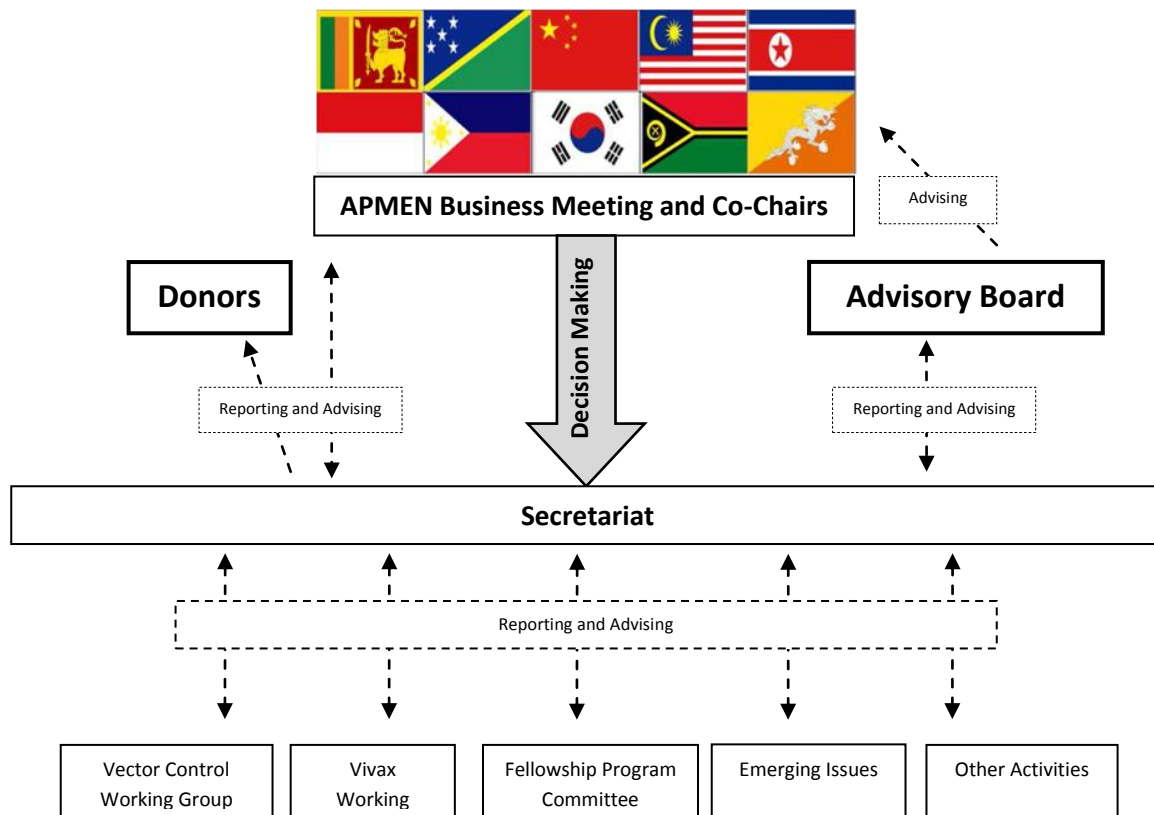 APMEN Business Meeting and Co-Chairs
Advising
Donors
Decision Making
Advisory Board
Reporting and Advising
Reporting and Advising
Secretariat
Reporting and Advising
Vector Control
Working Group
Vivax
Working
Fellowship Program
Committee
Emerging Issues
Other Activities